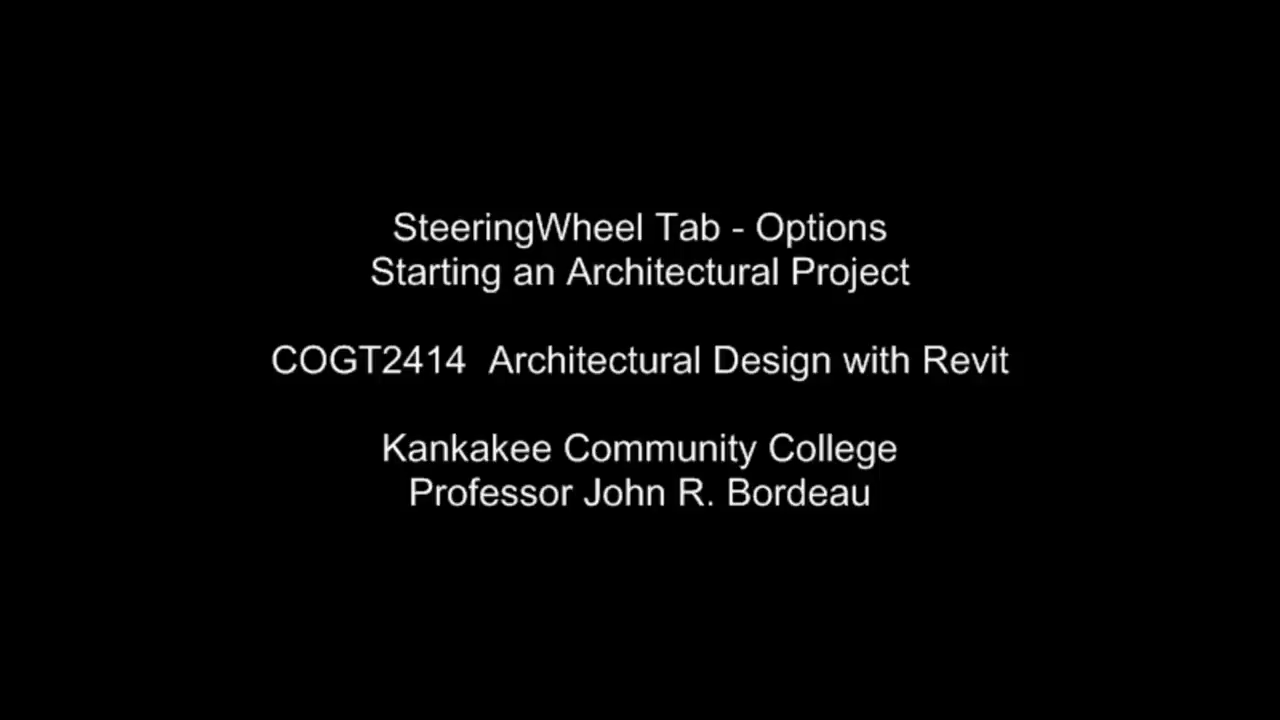 SteeringWheel Tab - Options
Starting an Architectural Project
COGT2414  Architectural Design with Revit
Kankakee Community College
Professor John R. Bordeau